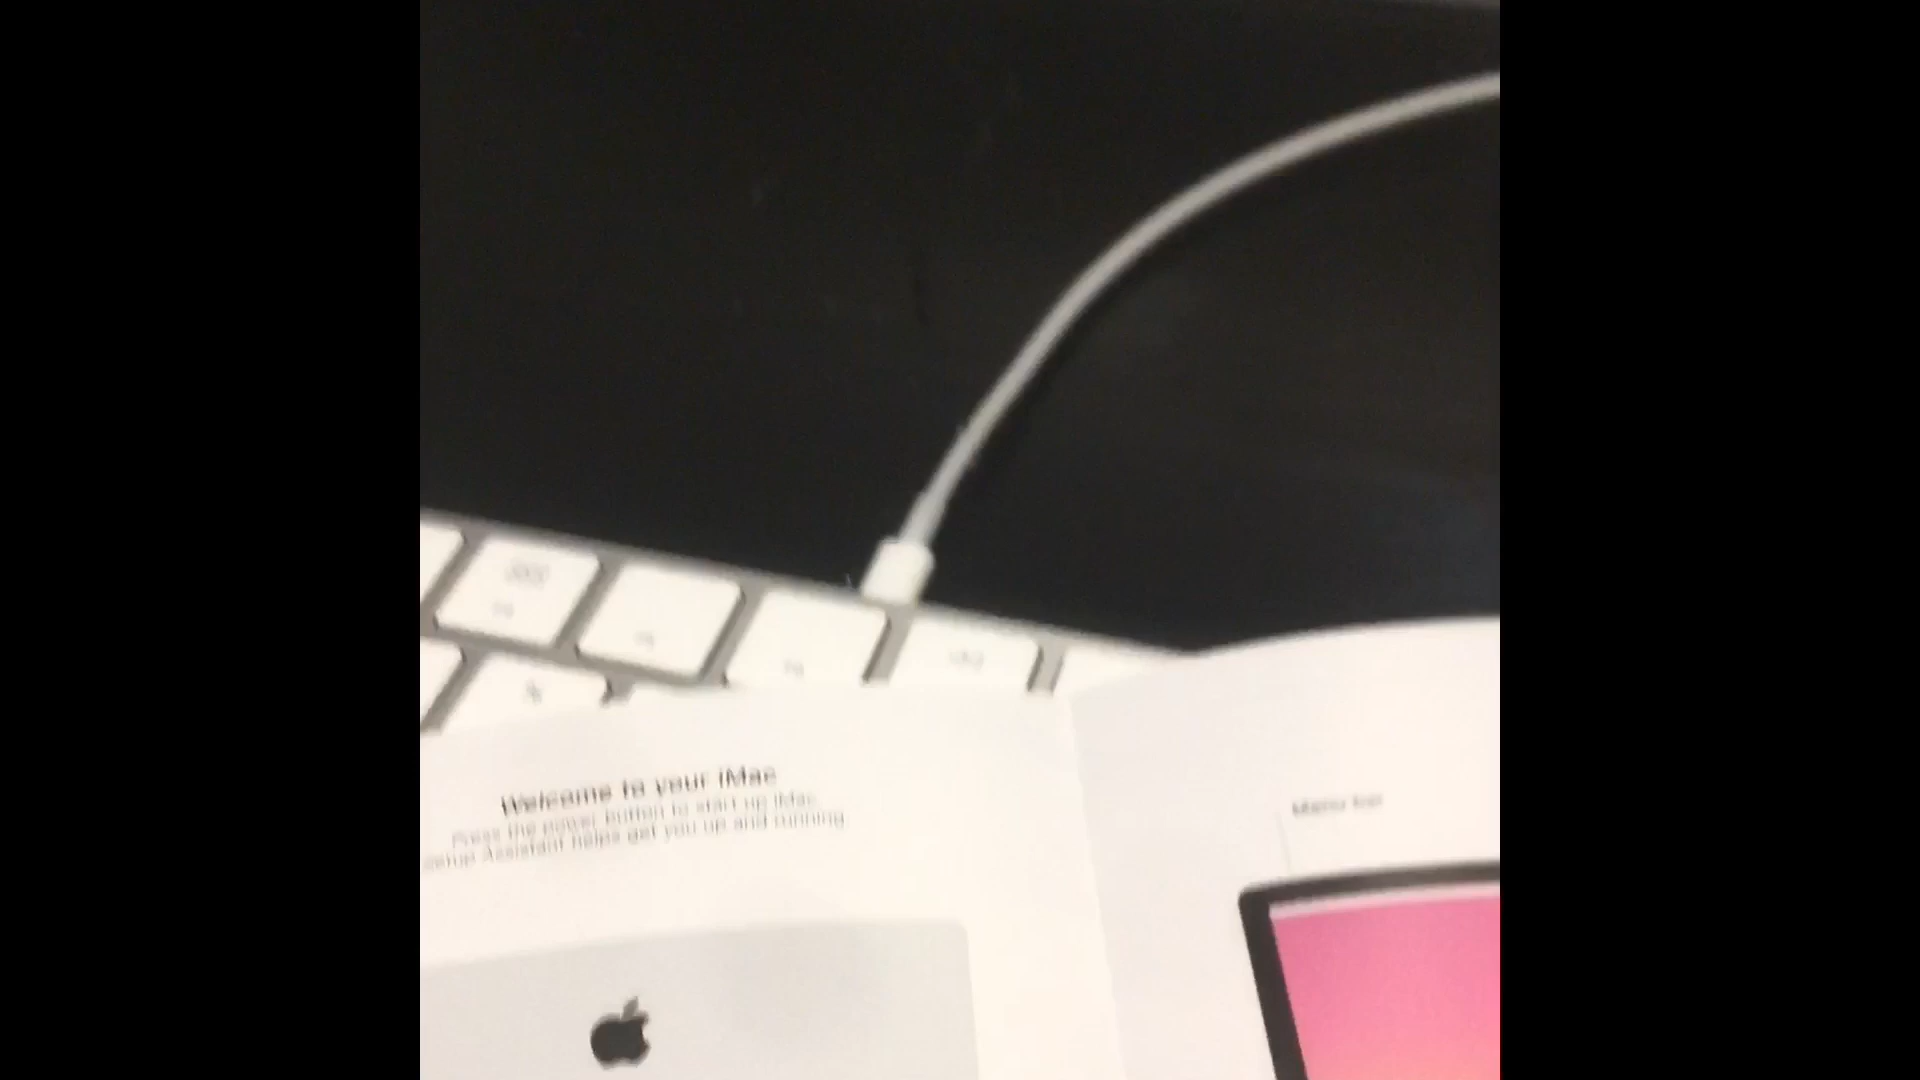 Welcome to your iMac
Press the power button to start up iMac.
Setup Assistant helps get you up and running.
Menu bar